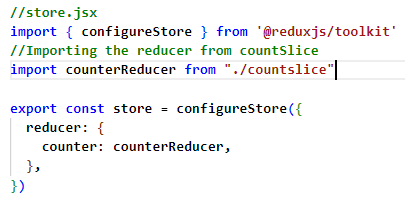 //store.jsx
import { configureStore } from '@reduxjs/toolkit'
//Importing the reducer from countSlice
import counterReducer from "./countslice"
export const store = configureStore({
  reducer: {
    counter: counterReducer,
  },
})